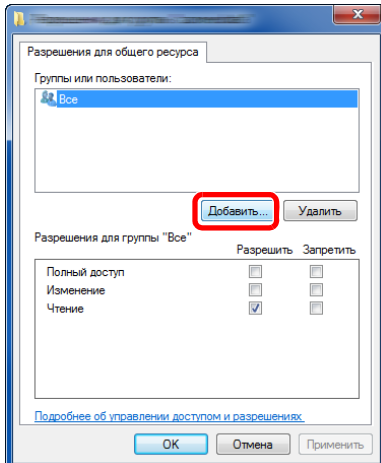 Разрешения для общего ресурса
Группы или пользователи:
Все
Добавить...
Удалить
Разрешения для группы "Все"
Разрешить Запретить
Полный доступ
Изменение
Чтение
Подробнее об управлении доступом и разрешениях
OK
Отмена
Применить